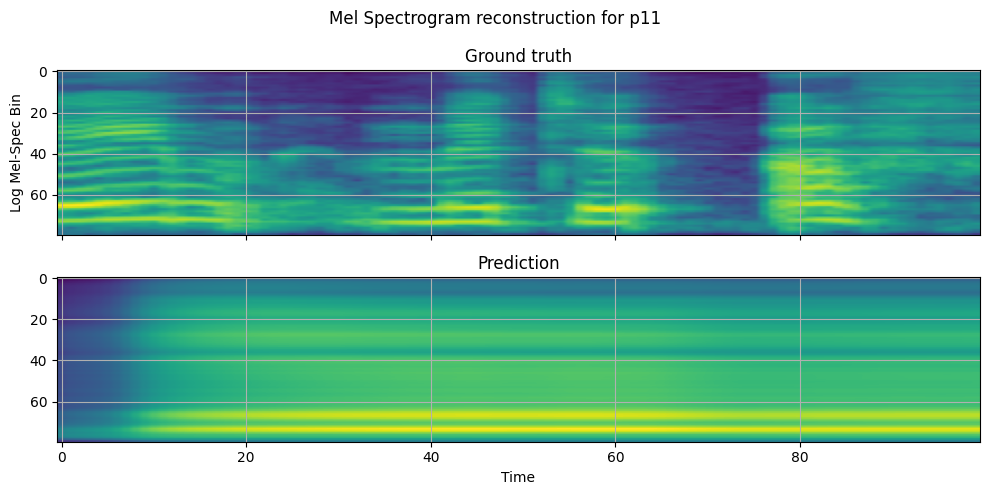 Mel Spectrogram reconstruction for p11
Ground truth
Log Mel-Spec Bin
0
20
40
60
Prediction
0
20
40
60
0 20 40 60 80
Time